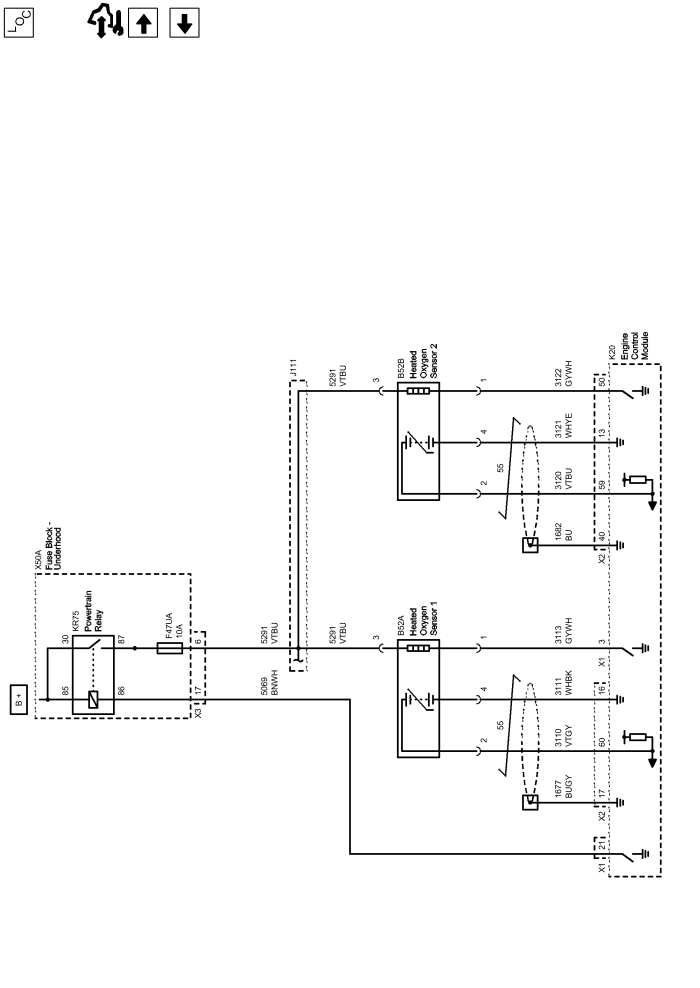 LOC
B +
X50A
Fuse Block -
Underhood
KR75
Powertrain
Relay
85
30
86
87
F47UA
10A
X3
17
6
5069
BNWH
5291
VTBU
J111
5291
VTBU
5291
VTBU
3
B52A
Heated
Oxygen
Sensor 1
3
B52B
Heated
Oxygen
Sensor 2
2
4
1
2
4
1
55
55
1677
BUGY
3110
VTGY
3111
WHBK
3113
GYWH
1682
BU
3120
VTBU
3121
WHYE
3122
GYWH
X1
21
X2
17
60
16
X1
3
X2
40
59
13
50
K20
Engine
Control
Module